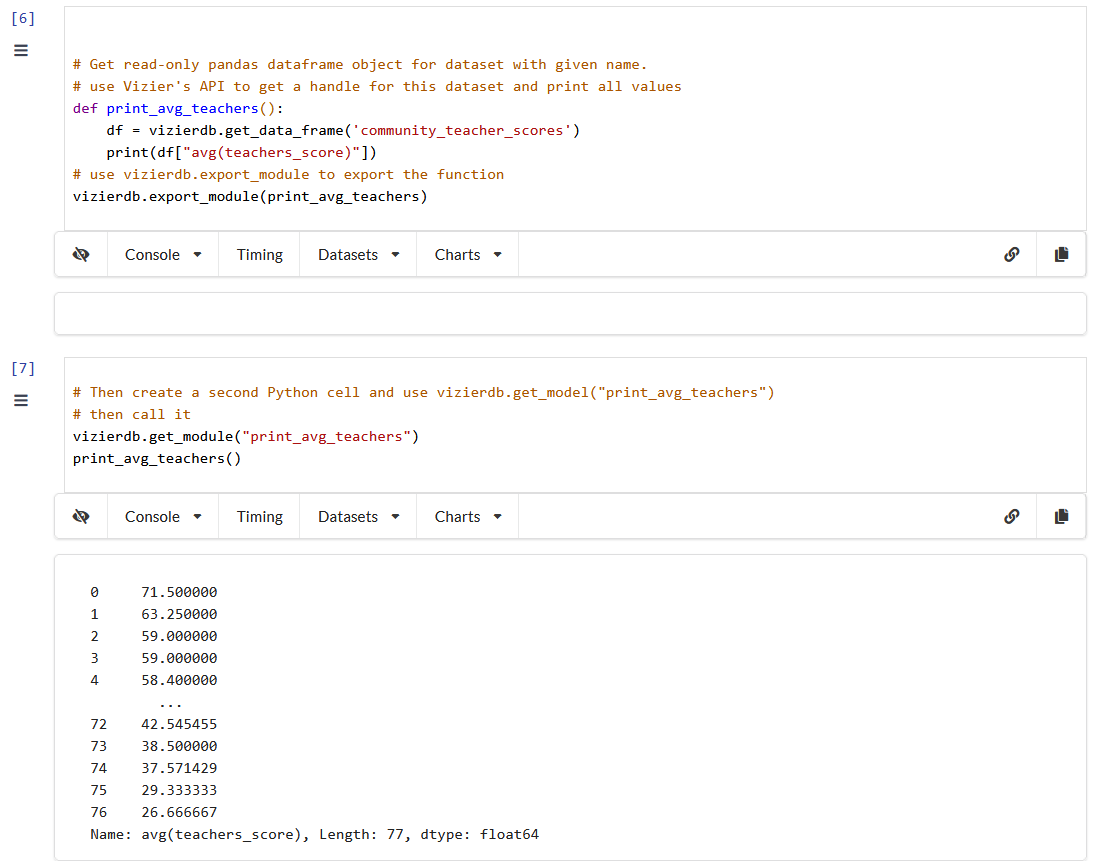 [6]
# Get read-only pandas dataframe object for dataset with given name.
# use Vizier's API to get a handle for this dataset and print all values
def print_avg_teachers():
    df = vizierdb.get_data_frame('community_teacher_scores')
    print(df["avg(teachers_score)"])
# use vizierdb.export_module to export the function
vizierdb.export_module(print_avg_teachers)
Console Timing Datasets Charts
[7]
# Then create a second Python cell and use vizierdb.get_model("print_avg_teachers")
# then call it
vizierdb.get_module("print_avg_teachers")
print_avg_teachers()
Console Timing Datasets Charts
0     71.500000
1     63.250000
2     59.000000
3     59.000000
4     58.400000
        ...
72    42.545455
73    38.500000
74    37.571429
75    29.333333
76    26.666667
Name: avg(teachers_score), Length: 77, dtype: float64